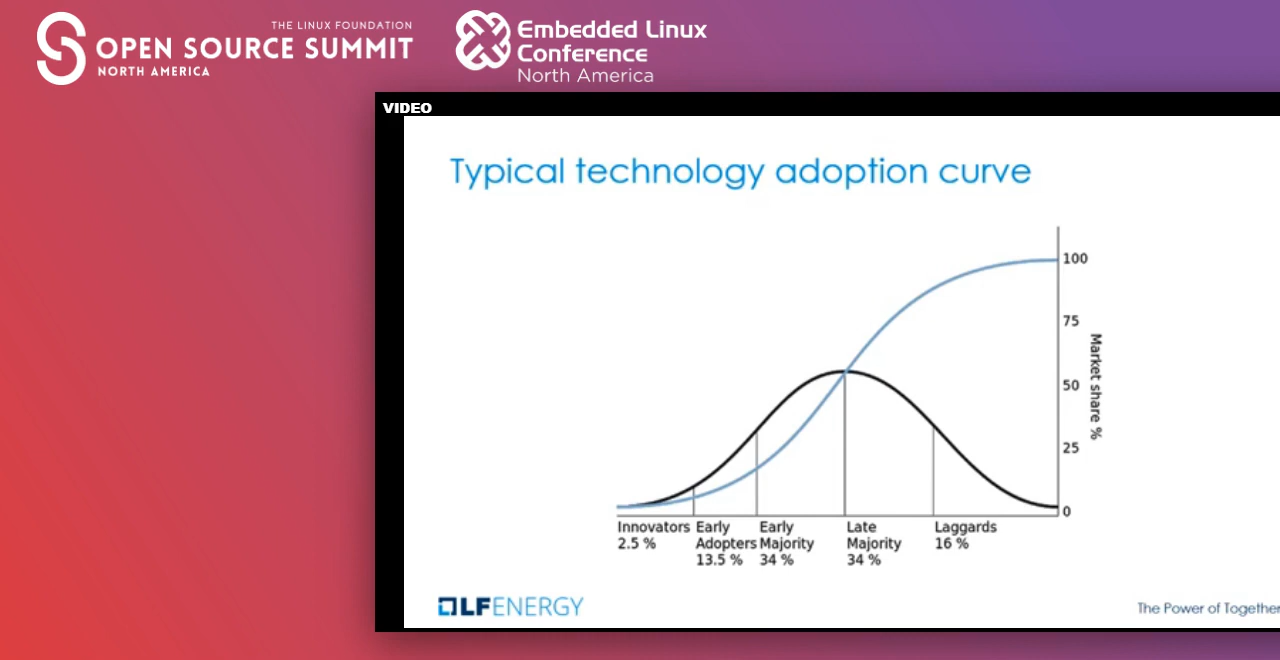 THE LINUX FOUNDATION
OPEN SOURCE SUMMIT
NORTH AMERICA
Embedded Linux
Conference
North America
VIDEO
Typical technology adoption curve
100
75
50
25
0
Market share %
Innovators
2.5 %
Early
Adopters
13.5 %
Early
Majority
34 %
Late
Majority
34 %
Laggards
16 %
LFENERGY
The Power of Together